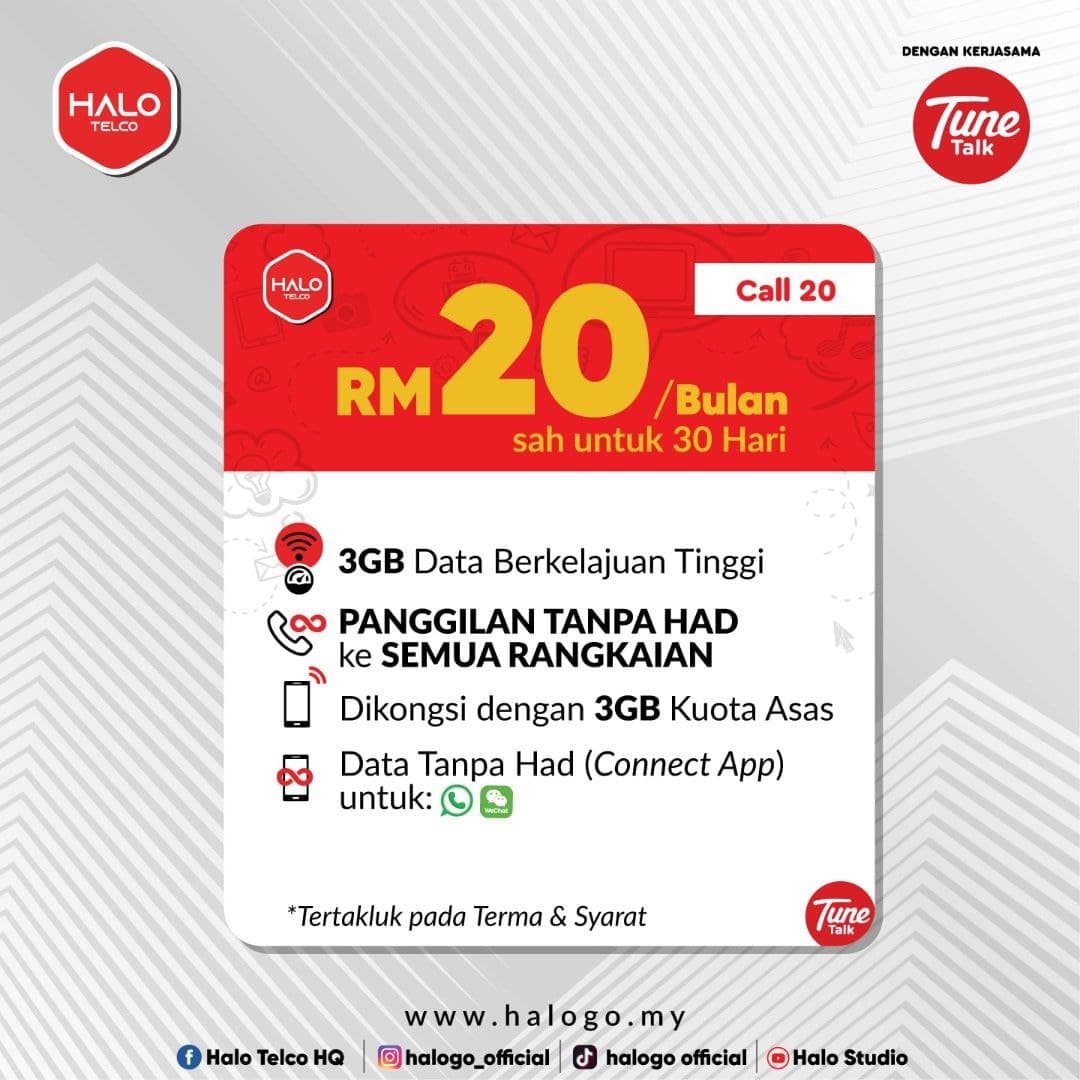 HALO
TELCO
DENGAN KERJASAMA
Tune
Talk
HALO
TELCO
Call 20
RM20/Bulan
sah untuk 30 Hari
3GB Data Berkelajuan Tinggi
PANGGILAN TANPA HAD
ke SEMUA RANGKAIAN
Dikongsi dengan 3GB Kuota Asas
Data Tanpa Had (Connect App)
untuk:
WeChat
*Tertakluk pada Terma & Syarat
Tune
Talk
www.halogo.my
Halo Telco HQ | halogo_official | halogo official | Halo Studio